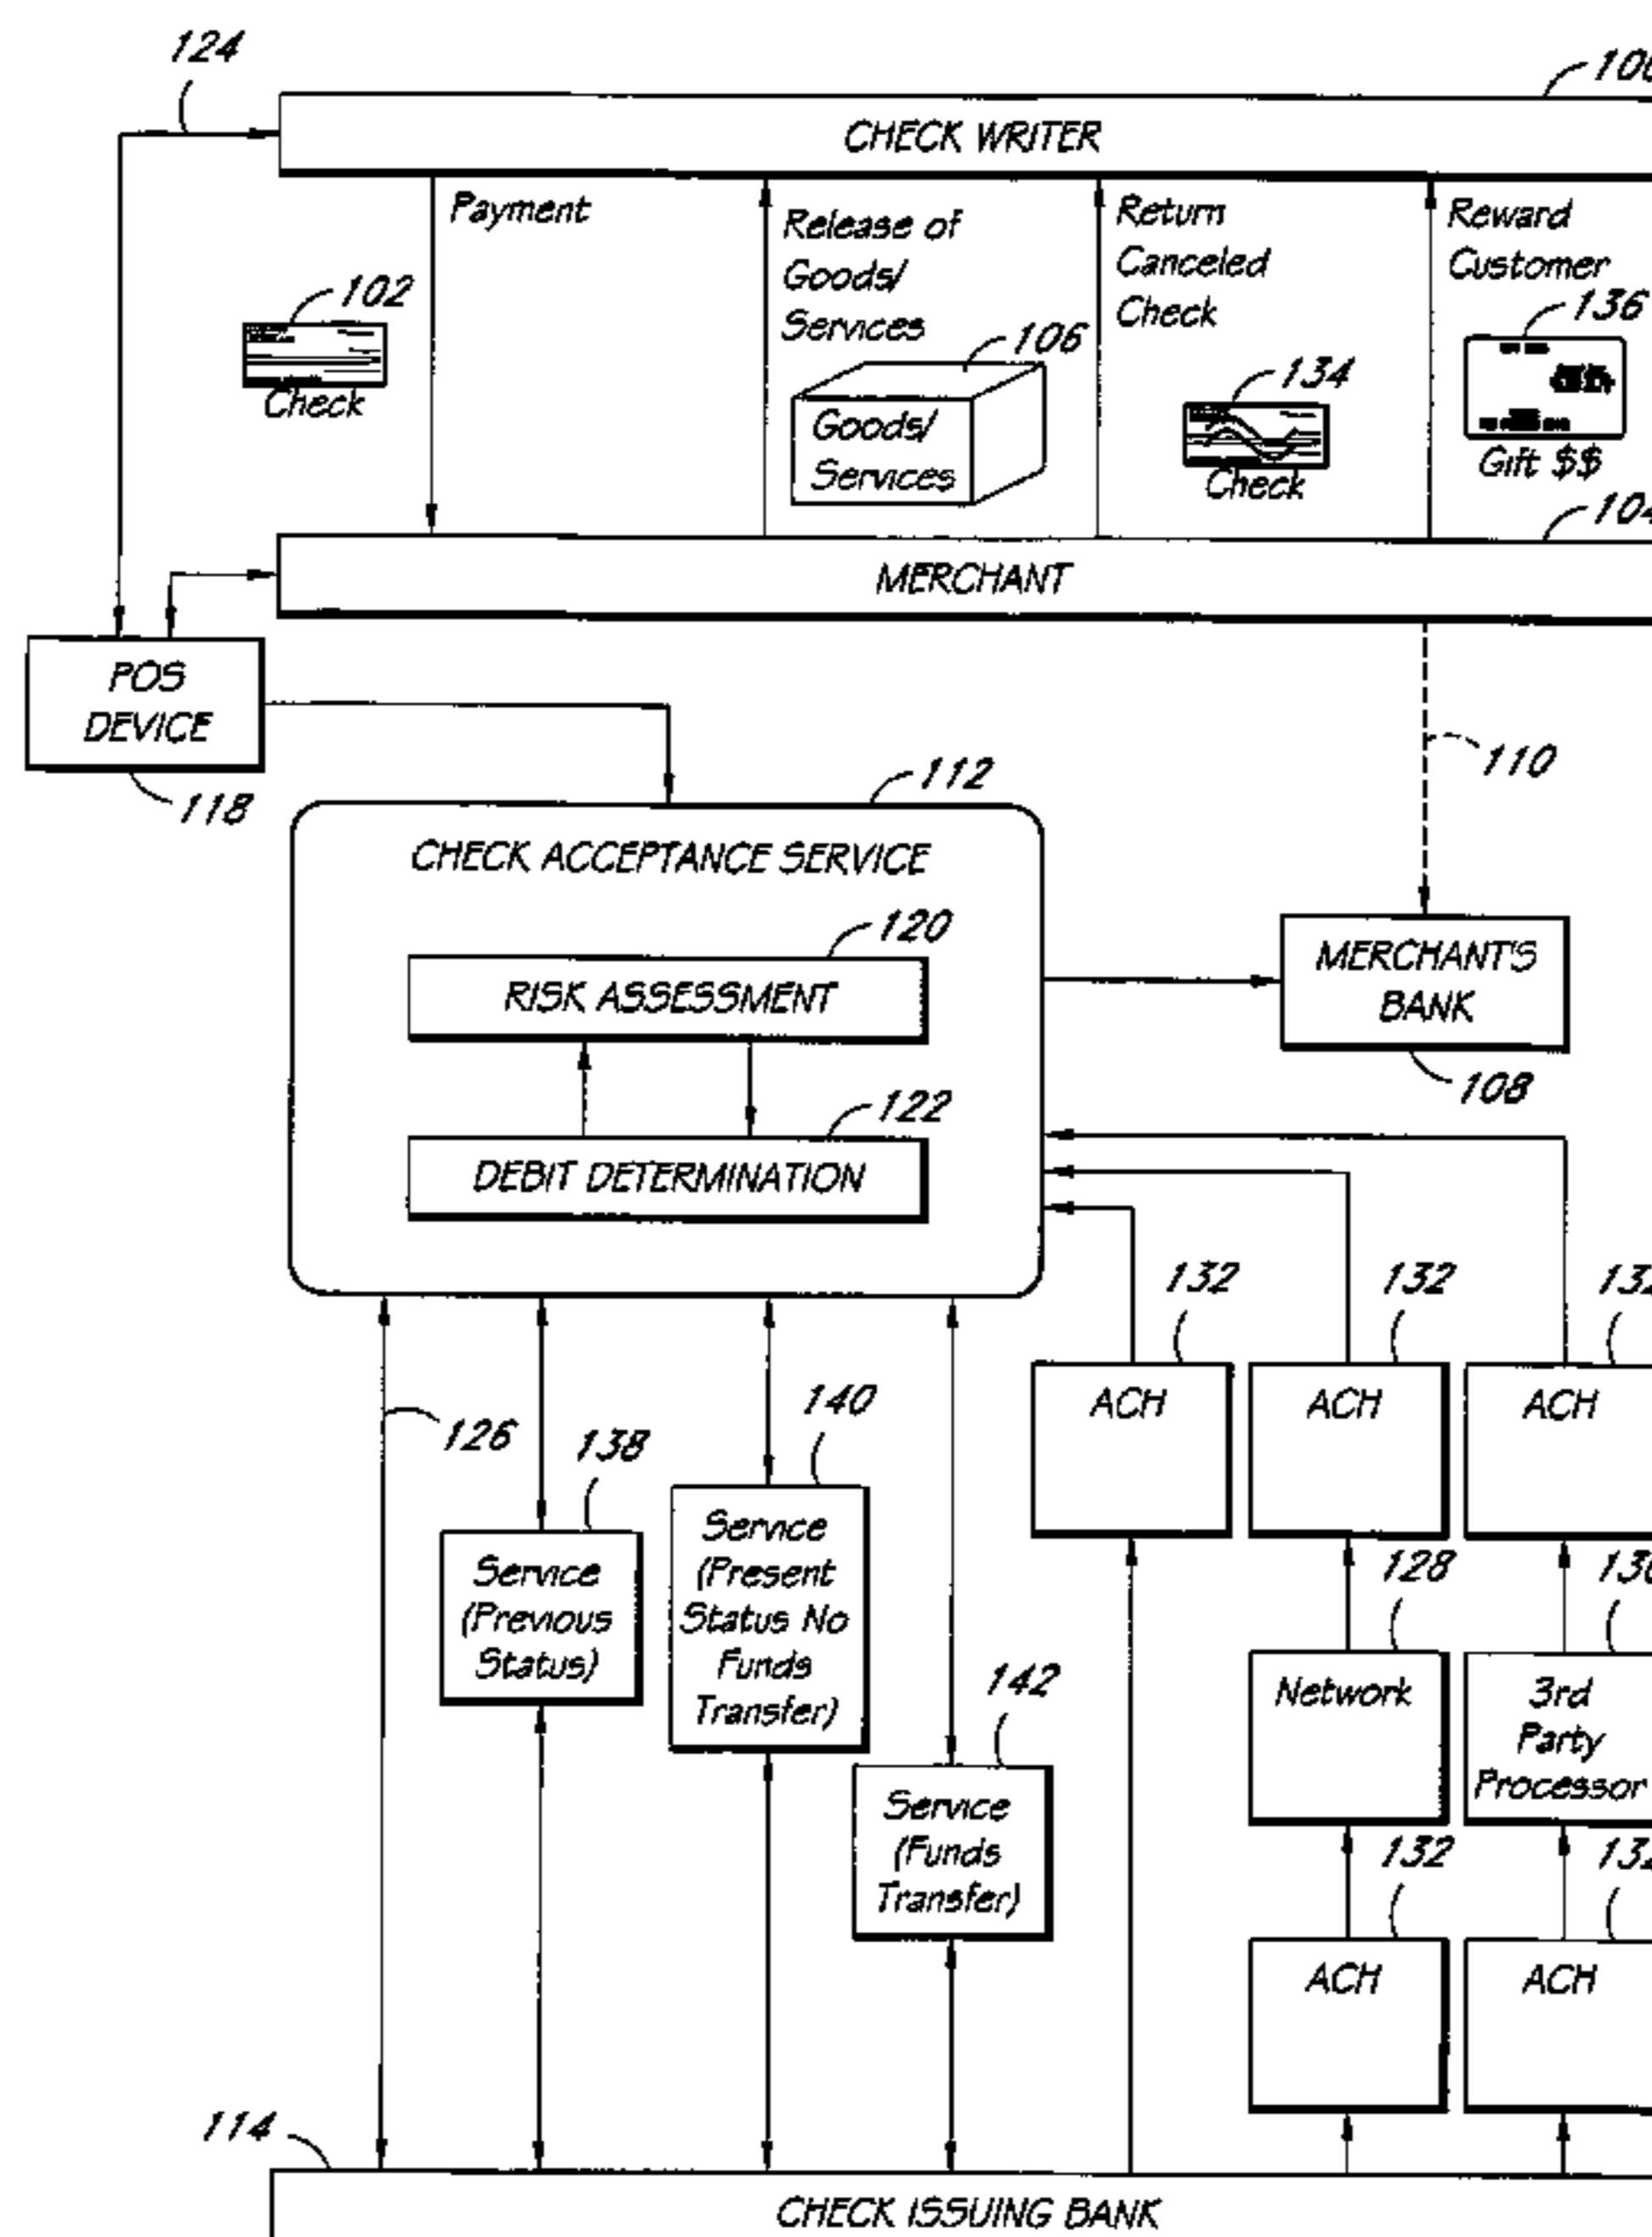 124
CHECK WRITER
Payment
Release of
Goods/
Services
Return
Canceled
Check
Reward
Customer
102
Check
106
Goods/
Services
134
Check
136
Gift $$
MERCHANT
POS
DEVICE
118
110
112
CHECK ACCEPTANCE SERVICE
120
RISK ASSESSMENT
122
DEBIT DETERMINATION
MERCHANT'S
BANK
108
132
132
ACH
ACH
ACH
126
138
Service
(Previous
Status)
140
Service
(Present
Status No
Funds
Transfer)
142
Service
(Funds
Transfer)
128
Network
3rd
Party
Processor
132
ACH
ACH
114
CHECK ISSUING BANK